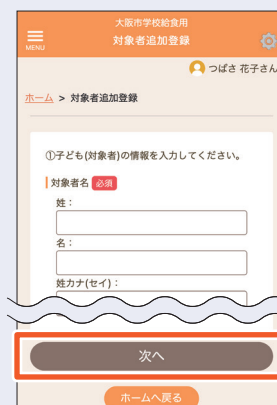 大阪市学校給食用
MENU
対象者追加登録
つばさ 花子さん
ホーム > 対象者追加登録
①子ども(対象者)の情報を入力してください。
対象者名 必須
姓：
名：
姓カナ(セイ)：
次へ
ホームへ戻る